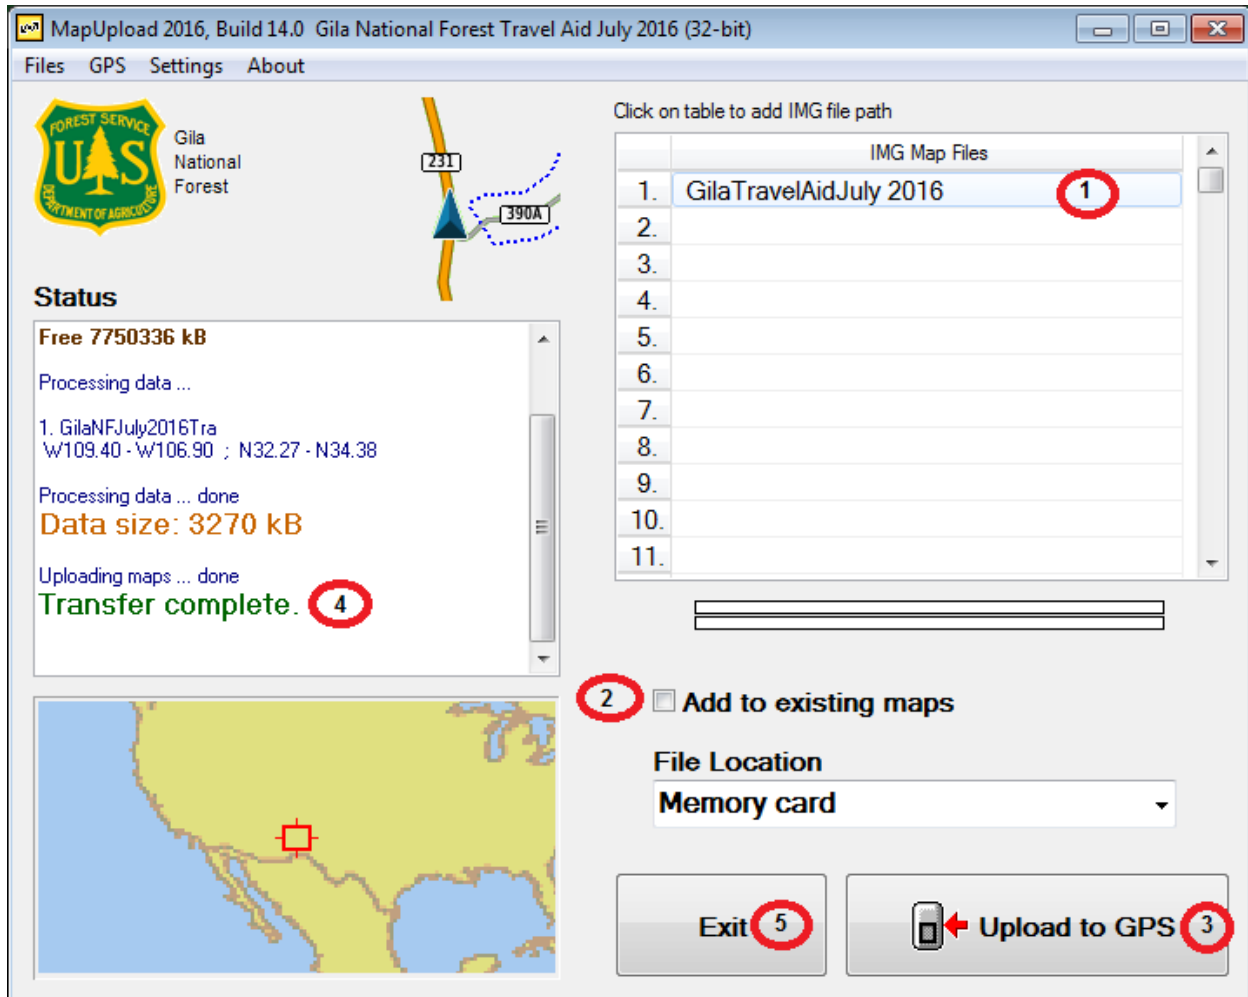 MapUpload 2016, Build 14.0 Gila National Forest Travel Aid July 2016 (32-bit)
Files GPS Settings About
FOREST SERVICE
UAS
DEPARTMENT OF AGRICULTURE
Gila
National
Forest
231
390A
Click on table to add IMG file path
IMG Map Files
1. GilaTravelAidJuly 2016 1
2.
3.
4.
5.
6.
7.
8.
9.
10.
11.
Status
Free 7750336 kB
Processing data ...
1. GilaNFJuly2016Tra
W109.40 - W106.90 ; N32.27 - N34.38
Processing data ... done
Data size: 3270 kB
Uploading maps ... done
Transfer complete. 4
2 Add to existing maps
File Location
Memory card
Exit 5
Upload to GPS 3